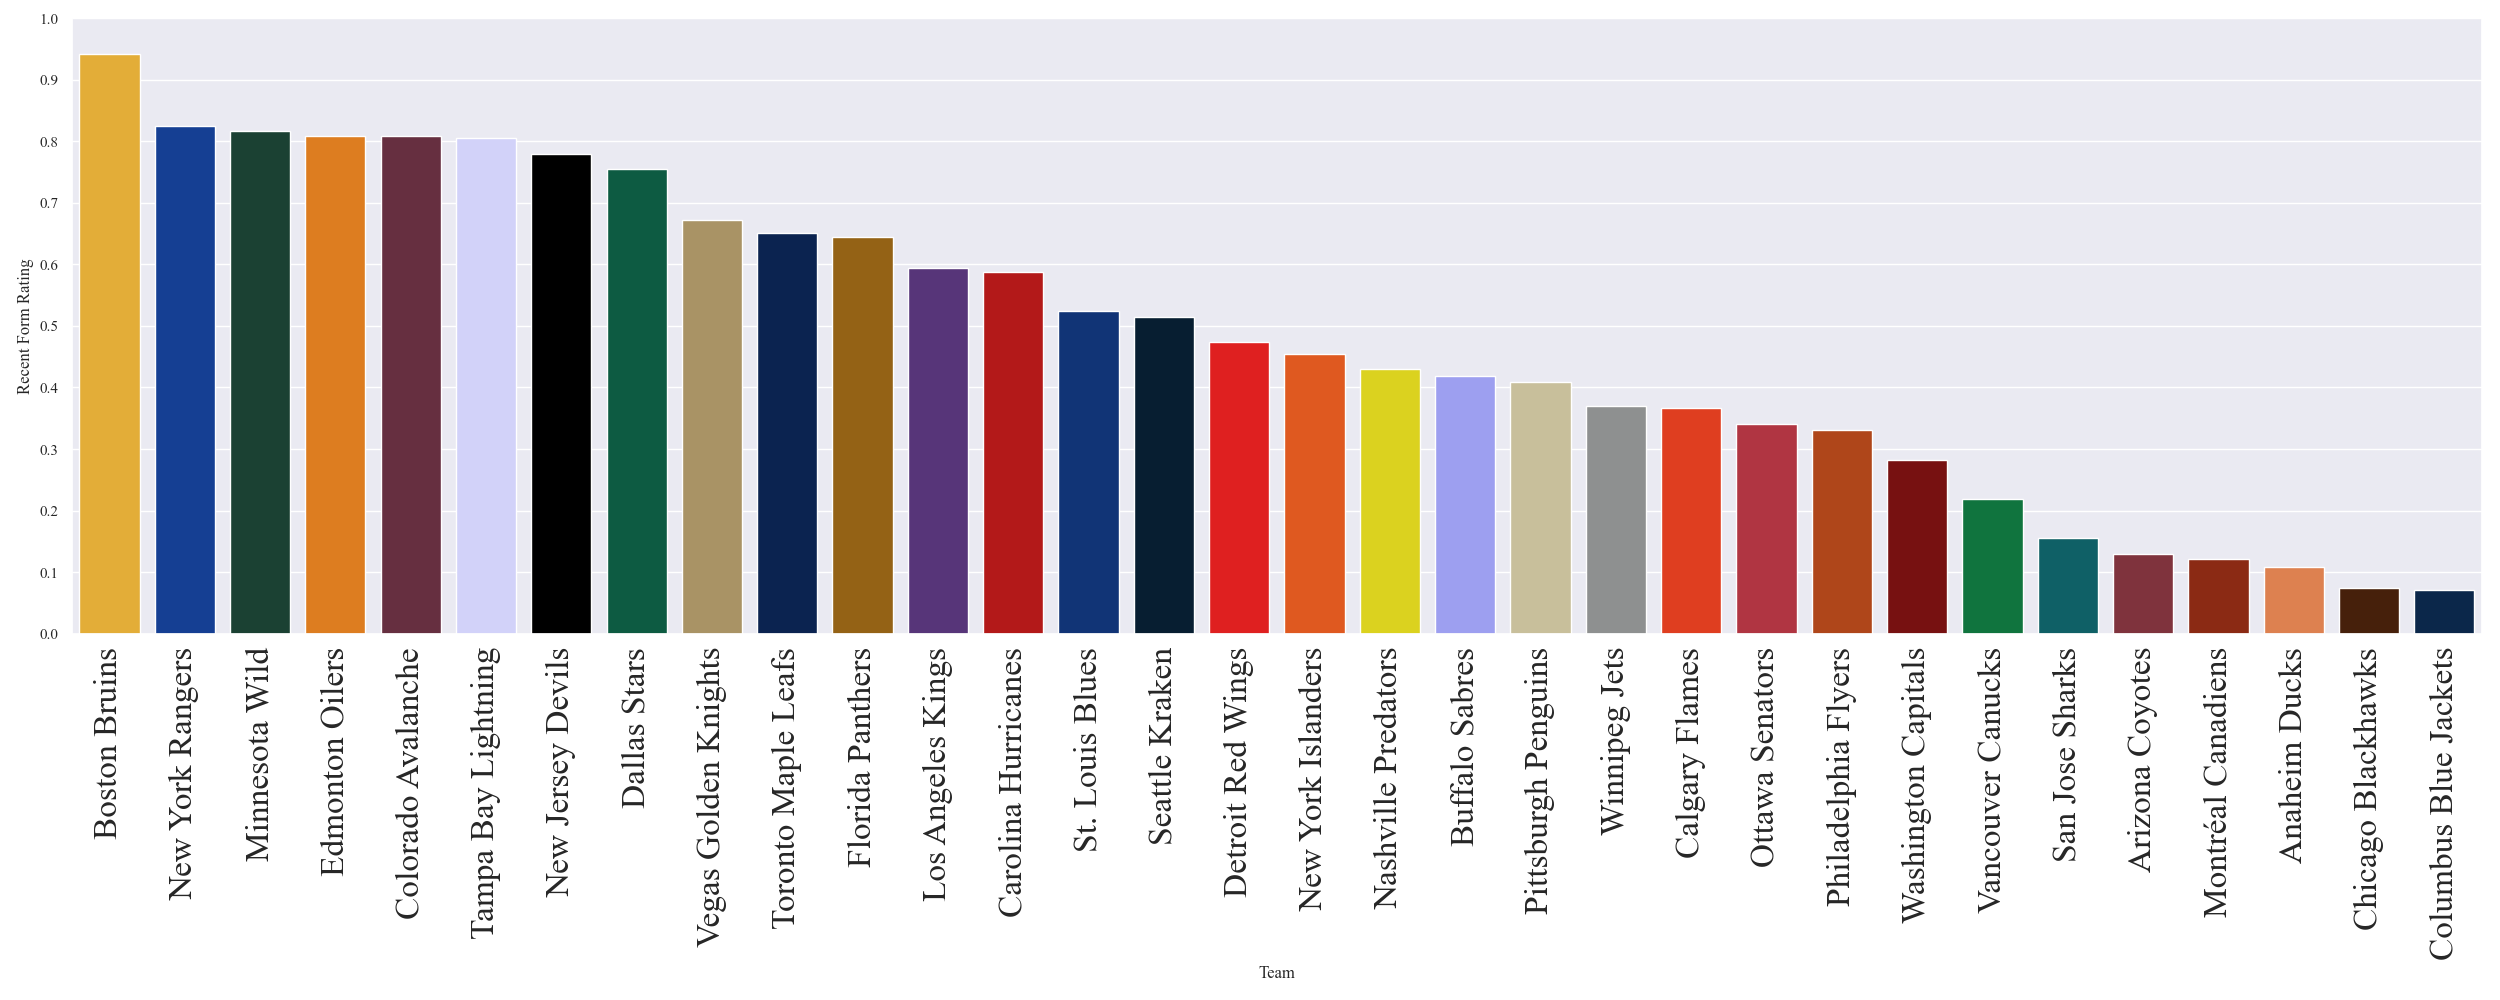 1.0
0.9
0.8
0.7
0.6
0.5
0.4
0.3
0.2
0.1
0.0
Recent Form Rating
Boston Bruins
New York Rangers
Minnesota Wild
Edmonton Oilers
Colorado Avalanche
Tampa Bay Lightning
New Jersey Devils
Dallas Stars
Vegas Golden Knights
Toronto Maple Leafs
Florida Panthers
Los Angeles Kings
Carolina Hurricanes
St. Louis Blues
Seattle Kraken
Detroit Red Wings
New York Islanders
Nashville Predators
Buffalo Sabres
Pittsburgh Penguins
Winnipeg Jets
Calgary Flames
Ottawa Senators
Philadelphia Flyers
Washington Capitals
Vancouver Canucks
San Jose Sharks
Arizona Coyotes
Montréal Canadiens
Anaheim Ducks
Chicago Blackhawks
Columbus Blue Jackets
Team